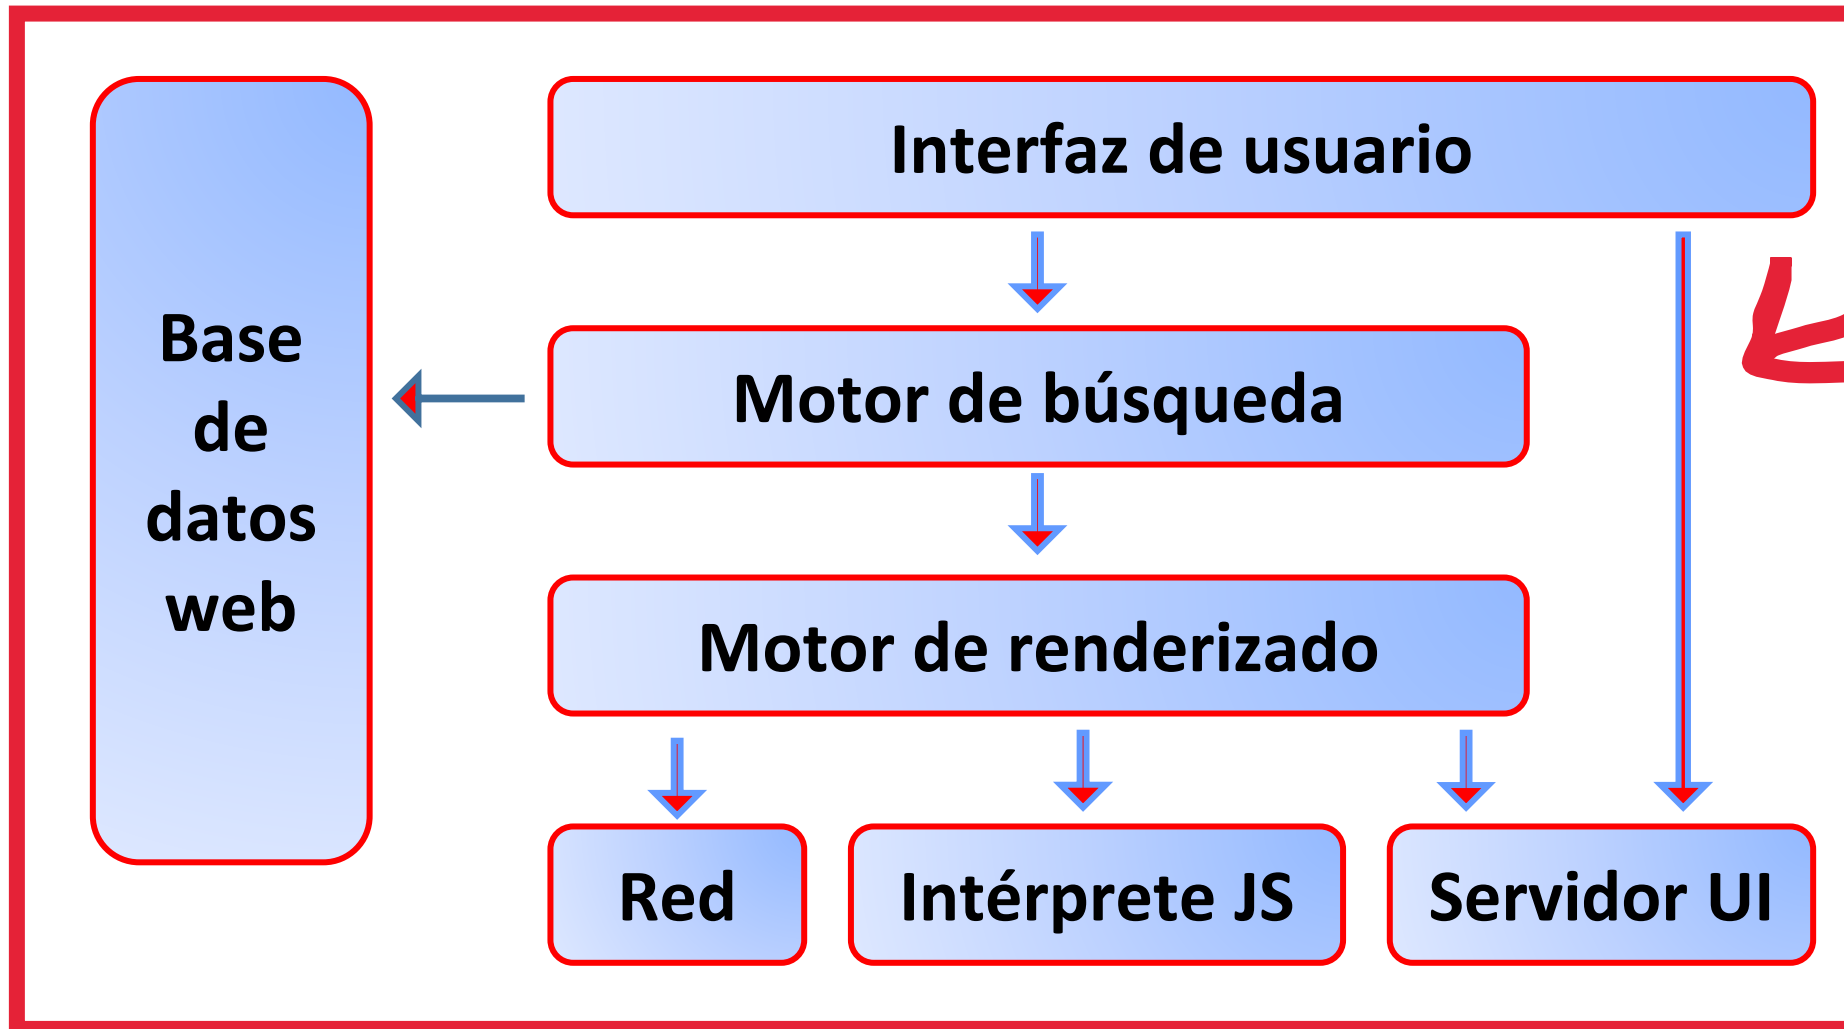 Interfaz de usuario
Base
de
datos
web
Motor de búsqueda
Motor de renderizado
Red
Intérprete JS
Servidor UI